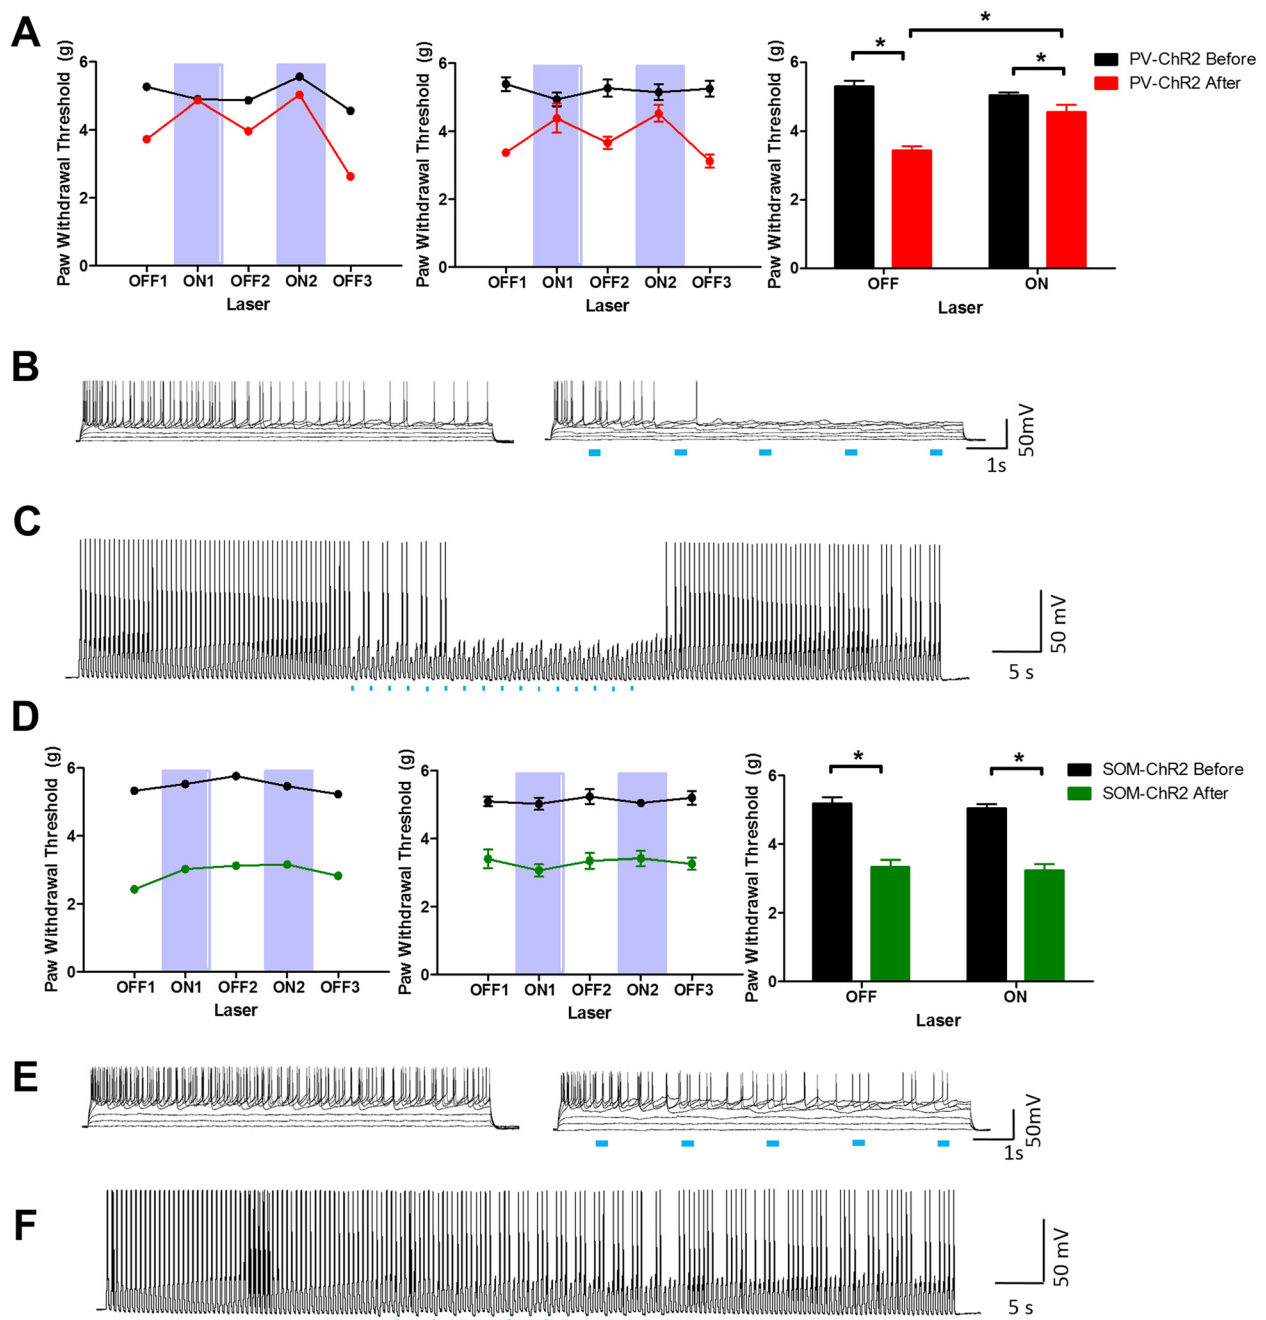 A
Paw Withdrawal Threshold (g)
6
4
2
0
OFF1 ON1 OFF2 ON2 OFF3
Laser
Paw Withdrawal Threshold (g)
6
4
2
0
OFF1 ON1 OFF2 ON2 OFF3
Laser
Paw Withdrawal Threshold (g)
6
4
2
0
* * *
OFF ON
Laser
PV-ChR2 Before
PV-ChR2 After
B
50mV
1s
C
50 mV
5 s
D
Paw Withdrawal Threshold (g)
6
4
2
0
OFF1 ON1 OFF2 ON2 OFF3
Laser
Paw Withdrawal Threshold (g)
6
4
2
0
OFF1 ON1 OFF2 ON2 OFF3
Laser
Paw Withdrawal Threshold (g)
6
4
2
0
* *
OFF ON
Laser
SOM-ChR2 Before
SOM-ChR2 After
E
50mV
1s
F
50 mV
5 s